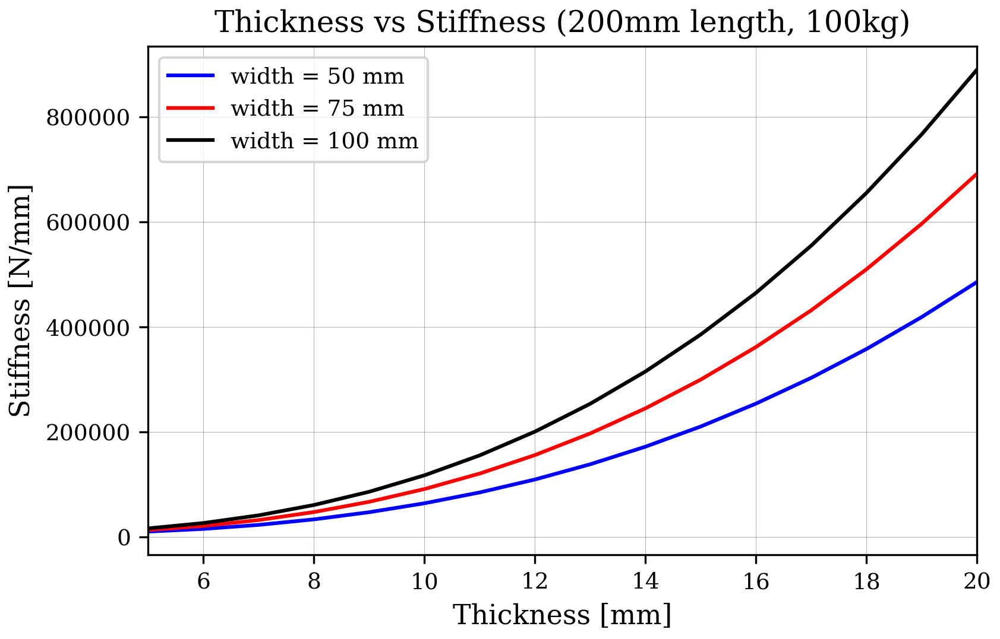 Thickness vs Stiffness (200mm length, 100kg)
width = 50 mm
width = 75 mm
width = 100 mm
Stiffness [N/mm]
800000
600000
400000
200000
0
6 8 10 12 14 16 18 20
Thickness [mm]